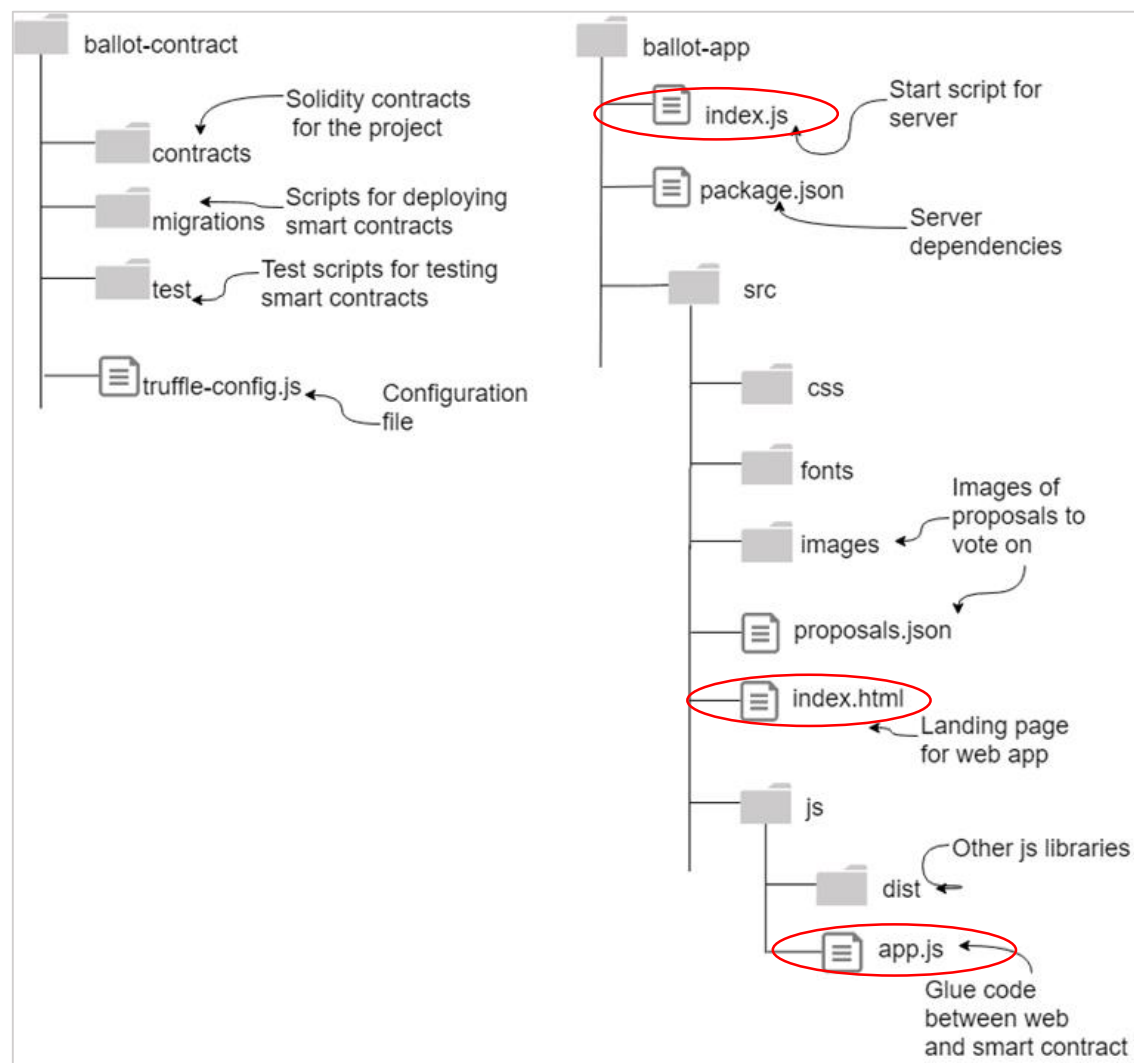 ballot-contract
Solidity contracts
for the project
contracts
Scripts for deploying
smart contracts
migrations
Test scripts for testing
smart contracts
test
truffle-config.js
Configuration
file
ballot-app
index.js
Start script for
server
package.json
Server
dependencies
src
css
fonts
images
Images of
proposals to
vote on
proposals.json
index.html
Landing page
for web app
js
Other js libraries
dist
app.js
Glue code
between web
and smart contract